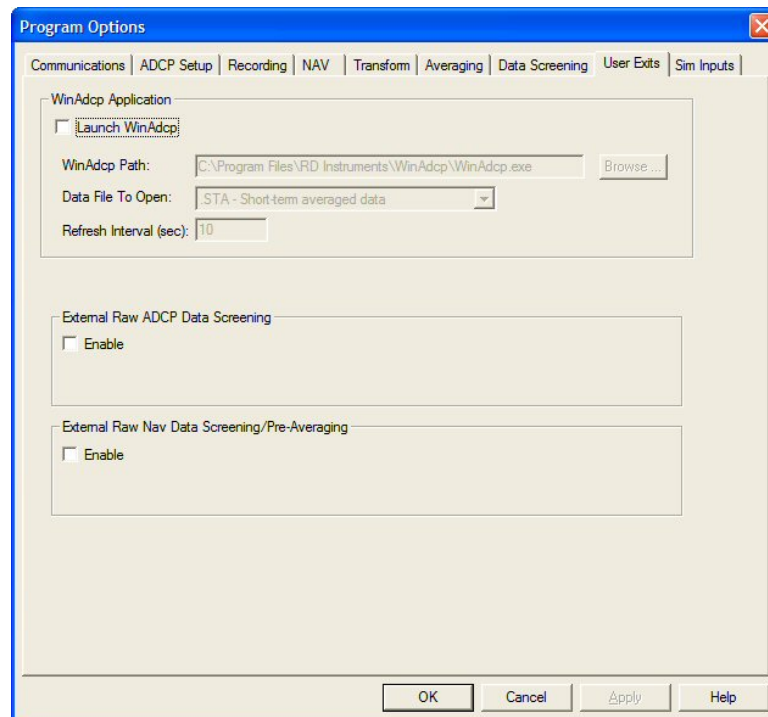 Program Options
Communications ADCP Setup Recording NAV Transform Averaging Data Screening User Exits Sim Inputs
WinAdcp Application
Launch WinAdcp
WinAdcp Path: C:\Program Files\RD Instruments\WinAdcp\WinAdcp.exe Browse ...
Data File To Open: .STA - Short-term averaged data
Refresh Interval (sec): 10
External Raw ADCP Data Screening
Enable
External Raw Nav Data Screening/Pre-Averaging
Enable
OK Cancel Apply Help